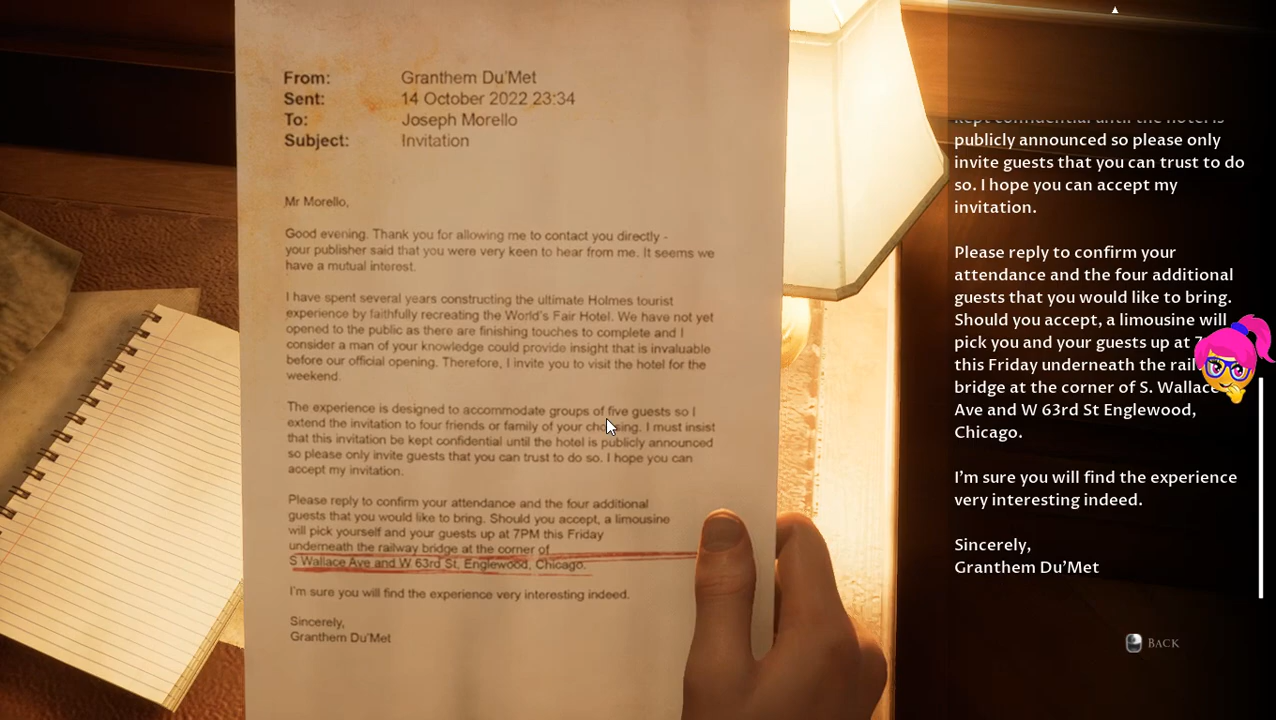 From: Granthem Du'Met
Sent: 14 October 2022 23:34
To: Joseph Morello
Subject: Invitation
Mr Morello,
Good evening. Thank you for allowing me to contact you directly -
your publisher said that you were very keen to hear from me. It seems we
have a mutual interest.
I have spent several years constructing the ultimate Holmes tourist
experience by faithfully recreating the World's Fair Hotel. We have not yet
opened to the public as there are finishing touches to complete and I
consider a man of your knowledge could provide insight that is invaluable
before our official opening. Therefore, I invite you to visit the hotel for the
weekend.
The experience is designed to accommodate groups of five guests so I
extend the invitation to four friends or family of your choosing. I must insist
that this invitation be kept confidential until the hotel is publicly announced
so please only invite guests that you can trust to do so. I hope you can
accept my invitation.
Please reply to confirm your attendance and the four additional
guests that you would like to bring. Should you accept, a limousine
will pick yourself and your guests up at 7PM this Friday
underneath the railway bridge at the corner of
S Wallace Ave and W 63rd St, Englewood, Chicago.
I'm sure you will find the experience very interesting indeed.
Sincerely,
Granthem Du'Met
kept confidential until the hotel is
publicly announced so please only
invite guests that you can trust to do
so. I hope you can accept my
invitation.
Please reply to confirm your
attendance and the four additional
guests that you would like to bring.
Should you accept, a limousine will
pick you and your guests up at
this Friday underneath the
bridge at the corner of S. Wallace
Ave and W 63rd St Englewood,
Chicago.
I'm sure you will find the experience
very interesting indeed.
Sincerely,
Granthem Du'Met
BACK